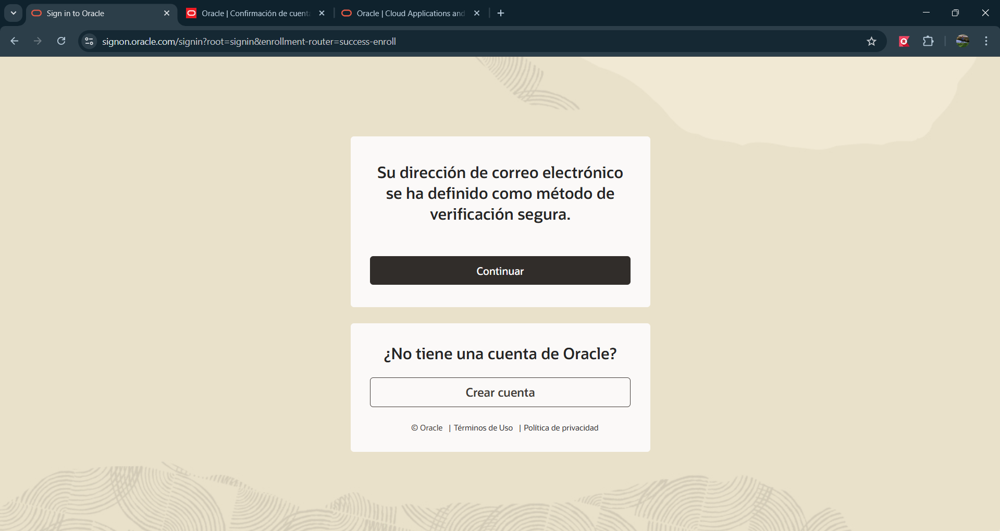 Sign in to Oracle
Oracle | Confirmación de cuenta
Oracle | Cloud Applications and
signon.oracle.com/signin?root=signin&enrollment-router=success-enroll
Su dirección de correo electrónico
se ha definido como método de
verificación segura.
Continuar
¿No tiene una cuenta de Oracle?
Crear cuenta
© Oracle | Términos de Uso | Política de privacidad